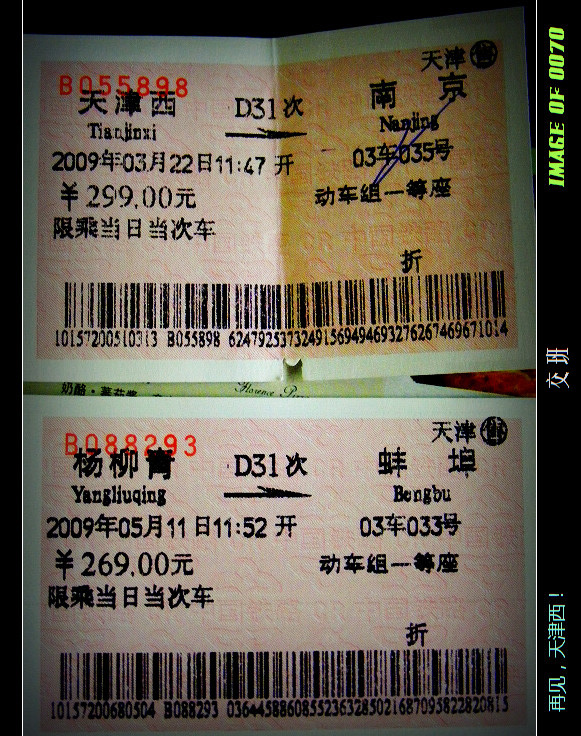 B055898
天津㊢
天津西 D31次 南京
Tianjinxi Nanjing
2009年03月22日11:47开 03车035号
¥299.00元 动车组一等座
限乘当日当次车
折
10157200510313 B055898 62479253732491569494693276267469671014
奶酪
Florence
B088293
天津
杨柳青 D31次 蚌埠
Yangliuqing Bengbu
2009年05月11日11:52开 03车033号
¥269.00元 动车组一等座
限乘当日当次车
折
10157200680504 B088293 03644588608552363285021687095822820815
IMAGE OF 0070
交班
再见，天津西！